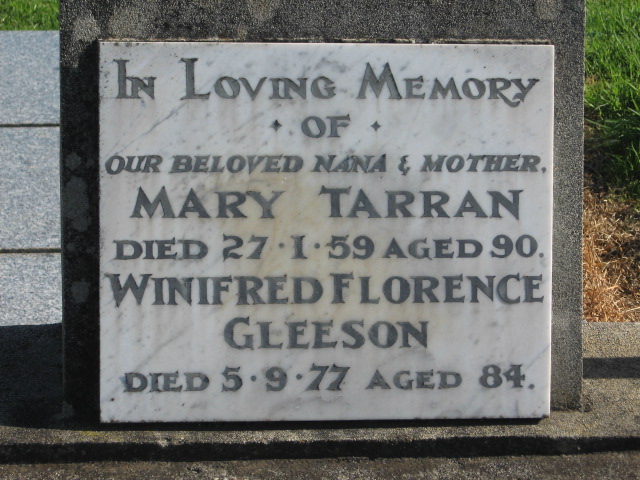 In Loving Memory
· OF ·
OUR BELOVED NANA & MOTHER.
MARY TARRAN
DIED 27·1·59 AGED 90.
WINIFRED FLORENCE
GLEESON
DIED 5·9·77 AGED 84.